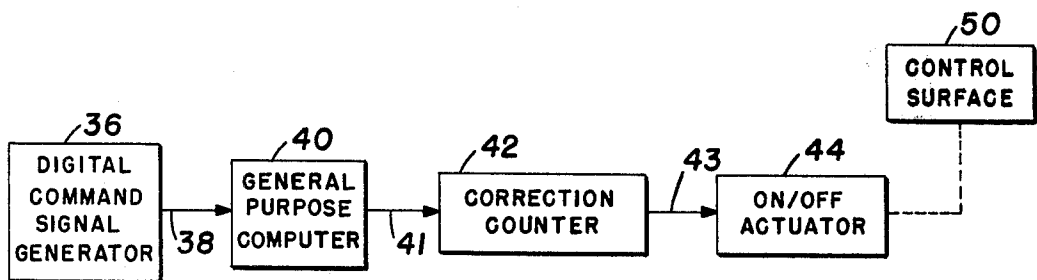 36
DIGITAL
COMMAND
SIGNAL
GENERATOR
38
40
GENERAL
PURPOSE
COMPUTER
41
42
CORRECTION
COUNTER
43
44
ON/OFF
ACTUATOR
50
CONTROL
SURFACE